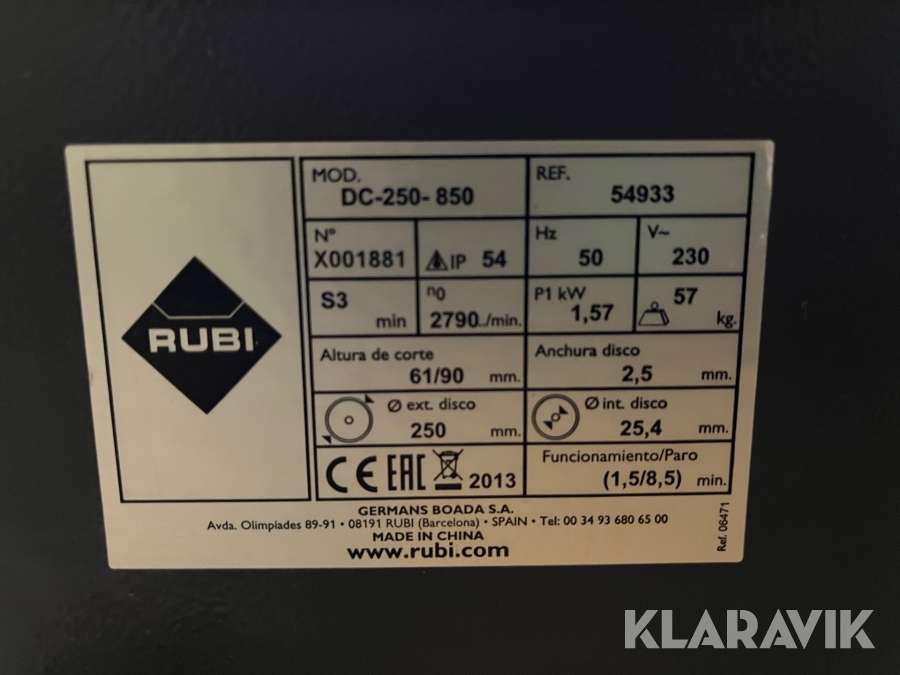 MOD.
DC-250- 850
REF.
54933
Nº
X001881
IP 54
Hz
50
V~
230
S3
min
n0
2790../min.
P1 kW
1,57
57
kg.
Altura de corte
61/90 mm.
Anchura disco
2,5 mm.
RUBI
Ø ext. disco
250 mm.
Ø int. disco
25,4 mm.
CE EAC 2013
Funcionamiento/Paro
(1,5/8,5) min.
GERMANS BOADA S.A.
Avda. Olimpiades 89-91 • 08191 RUBI (Barcelona) • SPAIN • Tel: 00 34 93 680 65 00
MADE IN CHINA
www.rubi.com
Ref. 06471
KLARAVIK